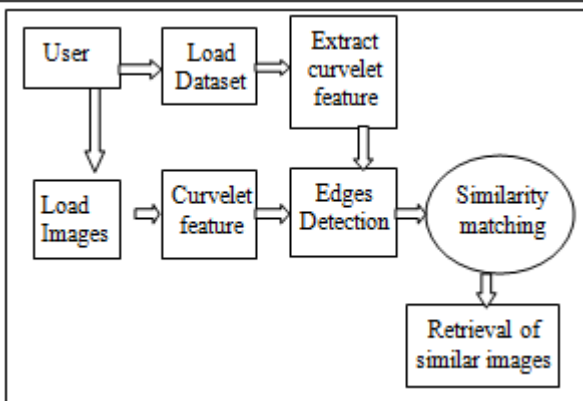 User
Load
Dataset
Extract
curvelet
feature
Load
Images
Curvelet
feature
Edges
Detection
Similarity
matching
Retrieval of
similar images